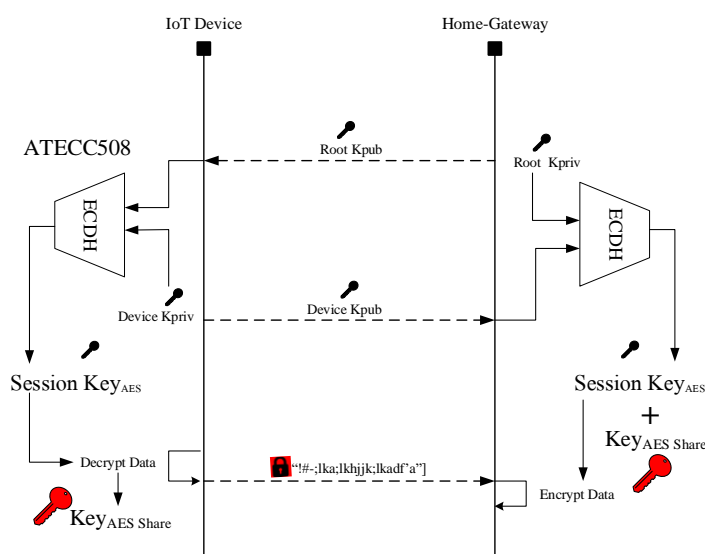 IoT Device
Home-Gateway
Root Kpub
ATECC508
Root Kpriv
ECDH
ECDH
Device Kpriv
Device Kpub
Session KeyAES
Session KeyAES
+
KeyAES Share
Decrypt Data
“!#-;lka;lkhjjk;lkadf’a”]
Encrypt Data
KeyAES Share